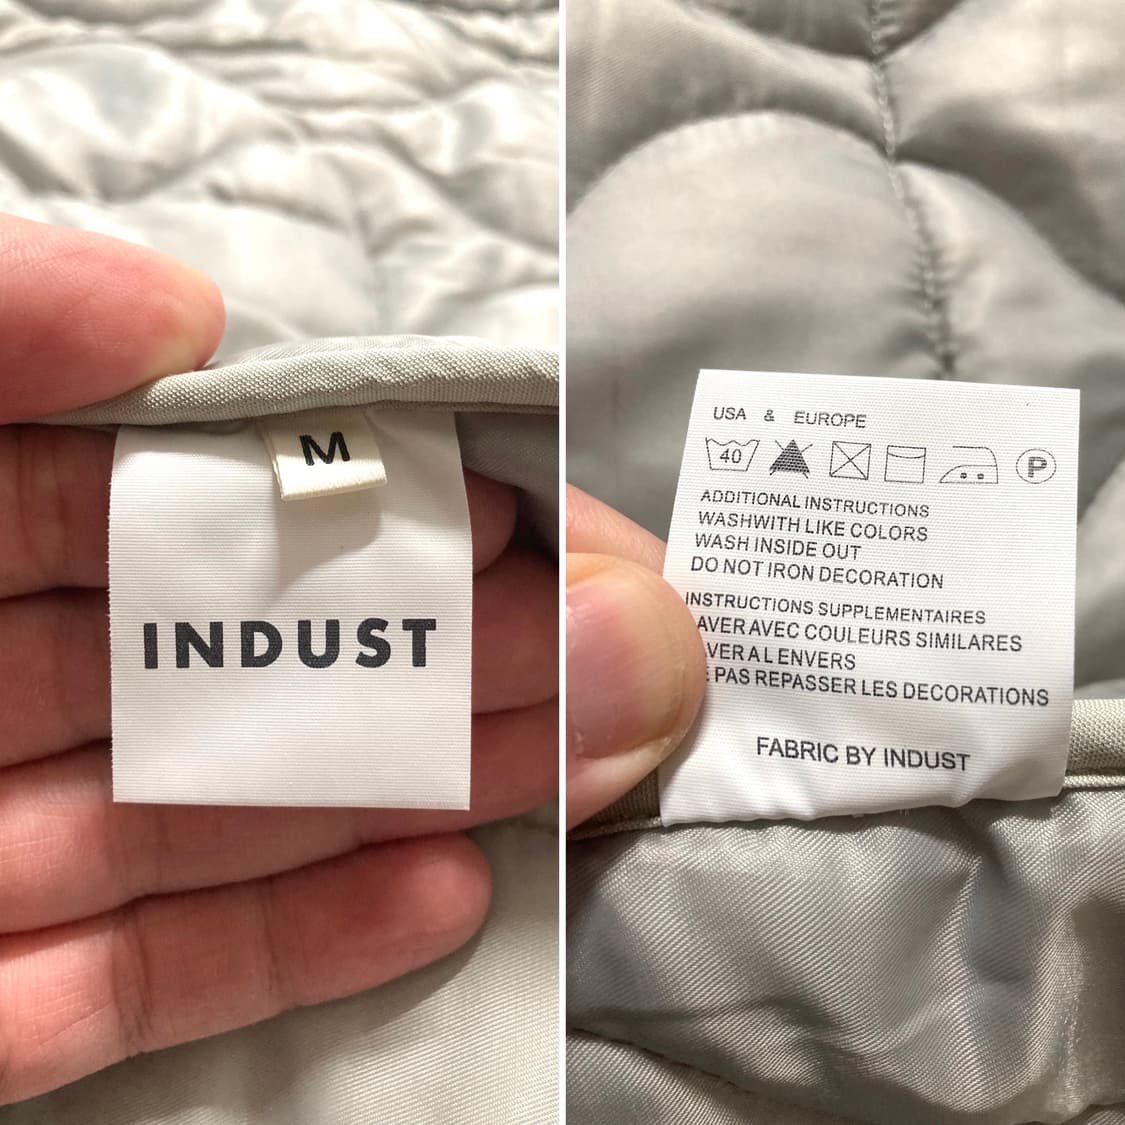 M
INDUST
USA & EUROPE
40 P
ADDITIONAL INSTRUCTIONS
WASHWITH LIKE COLORS
WASH INSIDE OUT
DO NOT IRON DECORATION
INSTRUCTIONS SUPPLEMENTAIRES
AVER AVEC COULEURS SIMILARES
VER A L ENVERS
PAS REPASSER LES DECORATIONS
FABRIC BY INDUST